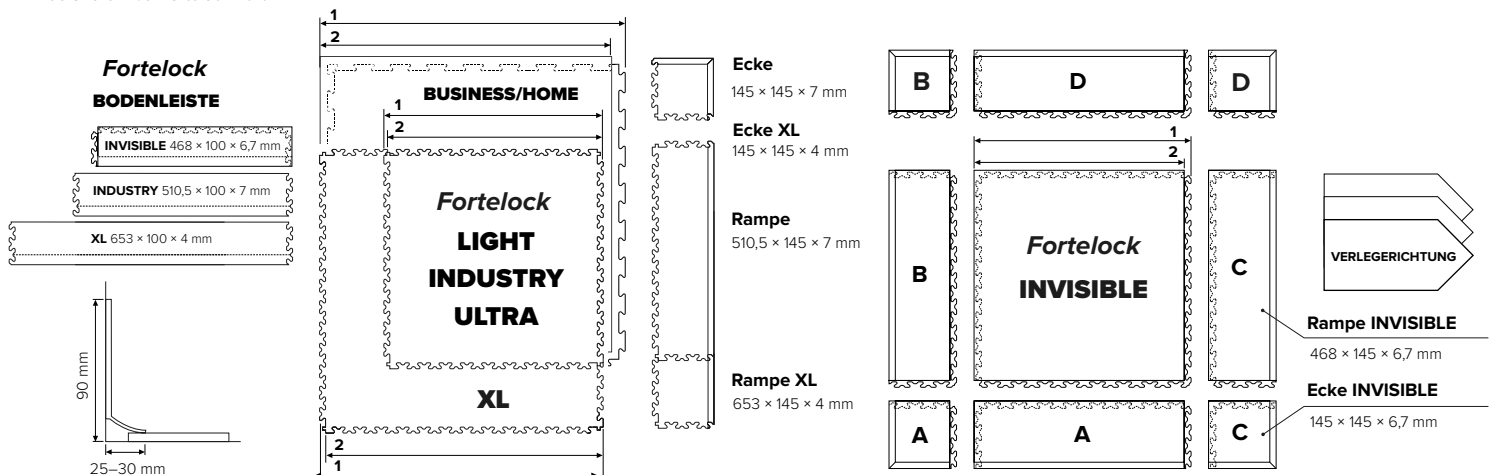 Fortelock
BODENLEISTE
INVISIBLE 468 × 100 × 6,7 mm
INDUSTRY 510,5 × 100 × 7 mm
XL 653 × 100 × 4 mm
90 mm
25–30 mm
1
2
BUSINESS/HOME
1
2
Fortelock
LIGHT
INDUSTRY
ULTRA
XL
2
1
Ecke
145 × 145 × 7 mm
Ecke XL
145 × 145 × 4 mm
Rampe
510,5 × 145 × 7 mm
Rampe XL
653 × 145 × 4 mm
B
D
D
1
2
B
Fortelock
INVISIBLE
C
A
A
C
VERLEGERICHTUNG
Rampe INVISIBLE
468 × 145 × 6,7 mm
Ecke INVISIBLE
145 × 145 × 6,7 mm